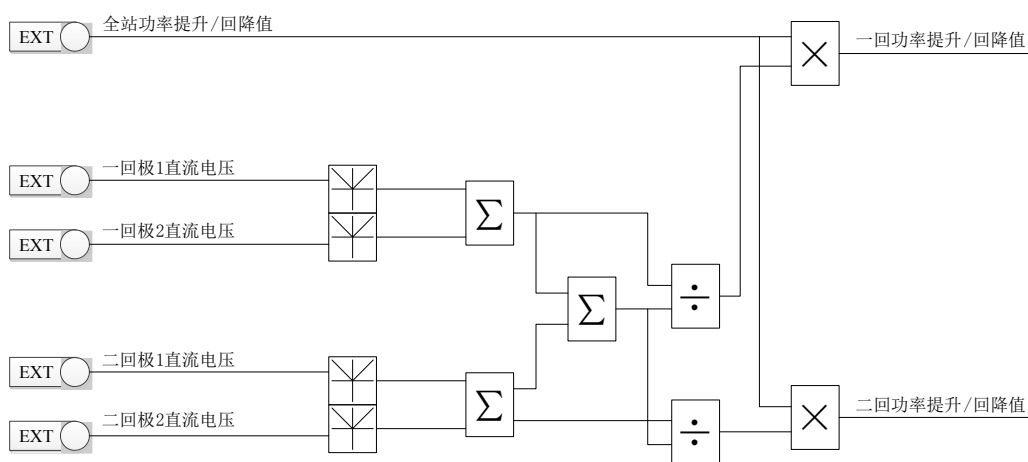 EXT 全站功率提升/回降值
一回功率提升/回降值
×
EXT 一回极1直流电压
EXT 一回极2直流电压
Σ
Σ
÷
EXT 二回极1直流电压
EXT 二回极2直流电压
Σ
÷
×
二回功率提升/回降值